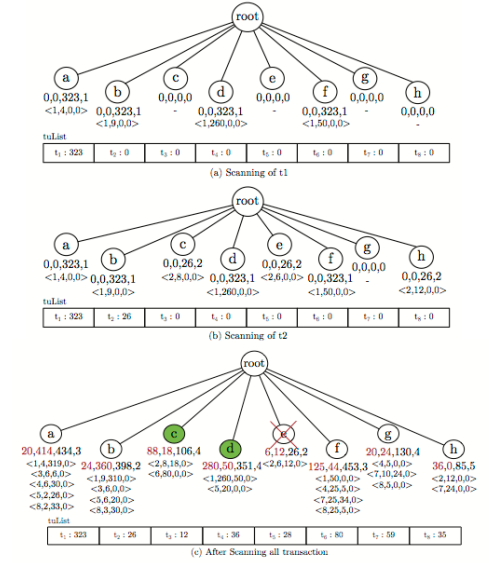 root
a b c d e f g h
0,0,323,1 0,0,323,1 0,0,0,0 0,0,323,1 0,0,0,0 0,0,323,1 0,0,0,0 0,0,0,0
<1,4,0,0> <1,9,0,0> - <1,260,0,0> - <1,50,0,0> - -
tuList
t₁ : 323 t₂ : 0 t₃ : 0 t₄ : 0 t₅ : 0 t₆ : 0 t₇ : 0 t₈ : 0
(a) Scanning of t1
root
a b c d e f g h
0,0,323,1 0,0,323,1 0,0,26,2 0,0,323,1 0,0,26,2 0,0,323,1 0,0,0,0 0,0,26,2
<1,4,0,0> <1,9,0,0> <2,8,0,0> <1,260,0,0> <2,6,0,0> <1,50,0,0> - <2,12,0,0>
tuList
t₁ : 323 t₂ : 26 t₃ : 0 t₄ : 0 t₅ : 0 t₆ : 0 t₇ : 0 t₈ : 0
(b) Scanning of t2
root
a b c d e f g h
20,414,434,3 24,360,398,2 88,18,106,4 280,50,351,4 6,12,26,2 125,44,453,3 20,24,130,4 36,0,85,5
<1,4,319,0> <1,9,310,0> <2,8,18,0> <1,260,50,0> <2,6,12,0> <1,50,0,0> <4,5,0,0> <2,12,0,0>
<3,6,6,0> <3,6,0,0> <6,80,0,0> <5,20,0,0> <4,25,5,0> <7,10,24,0> <7,24,0,0>
<4,6,30,0> <5,6,20,0> <7,25,34,0> <8,5,0,0>
<5,2,26,0> <8,3,30,0> <8,25,5,0>
<8,2,33,0>
tuList
t₁ : 323 t₂ : 26 t₃ : 12 t₄ : 36 t₅ : 28 t₆ : 80 t₇ : 59 t₈ : 35
(c) After Scanning all transaction